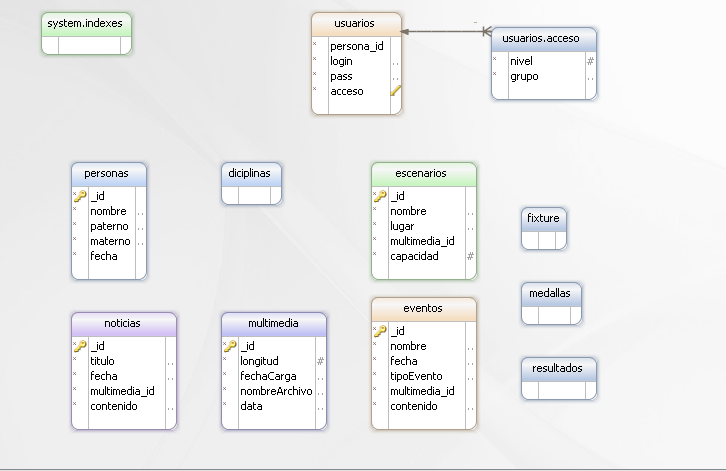 system.indexes
usuarios
persona_id
login
pass
acceso
usuarios.acceso
nivel #
grupo
personas
_id
nombre
paterno
materno
fecha
diciplinas
escenarios
_id
nombre
lugar
multimedia_id
capacidad #
fixture
noticias
_id
titulo
fecha
multimedia_id
contenido
multimedia
_id
longitud #
fechaCarga
nombreArchivo
data
eventos
_id
nombre
fecha
tipoEvento
multimedia_id
contenido
medallas
resultados